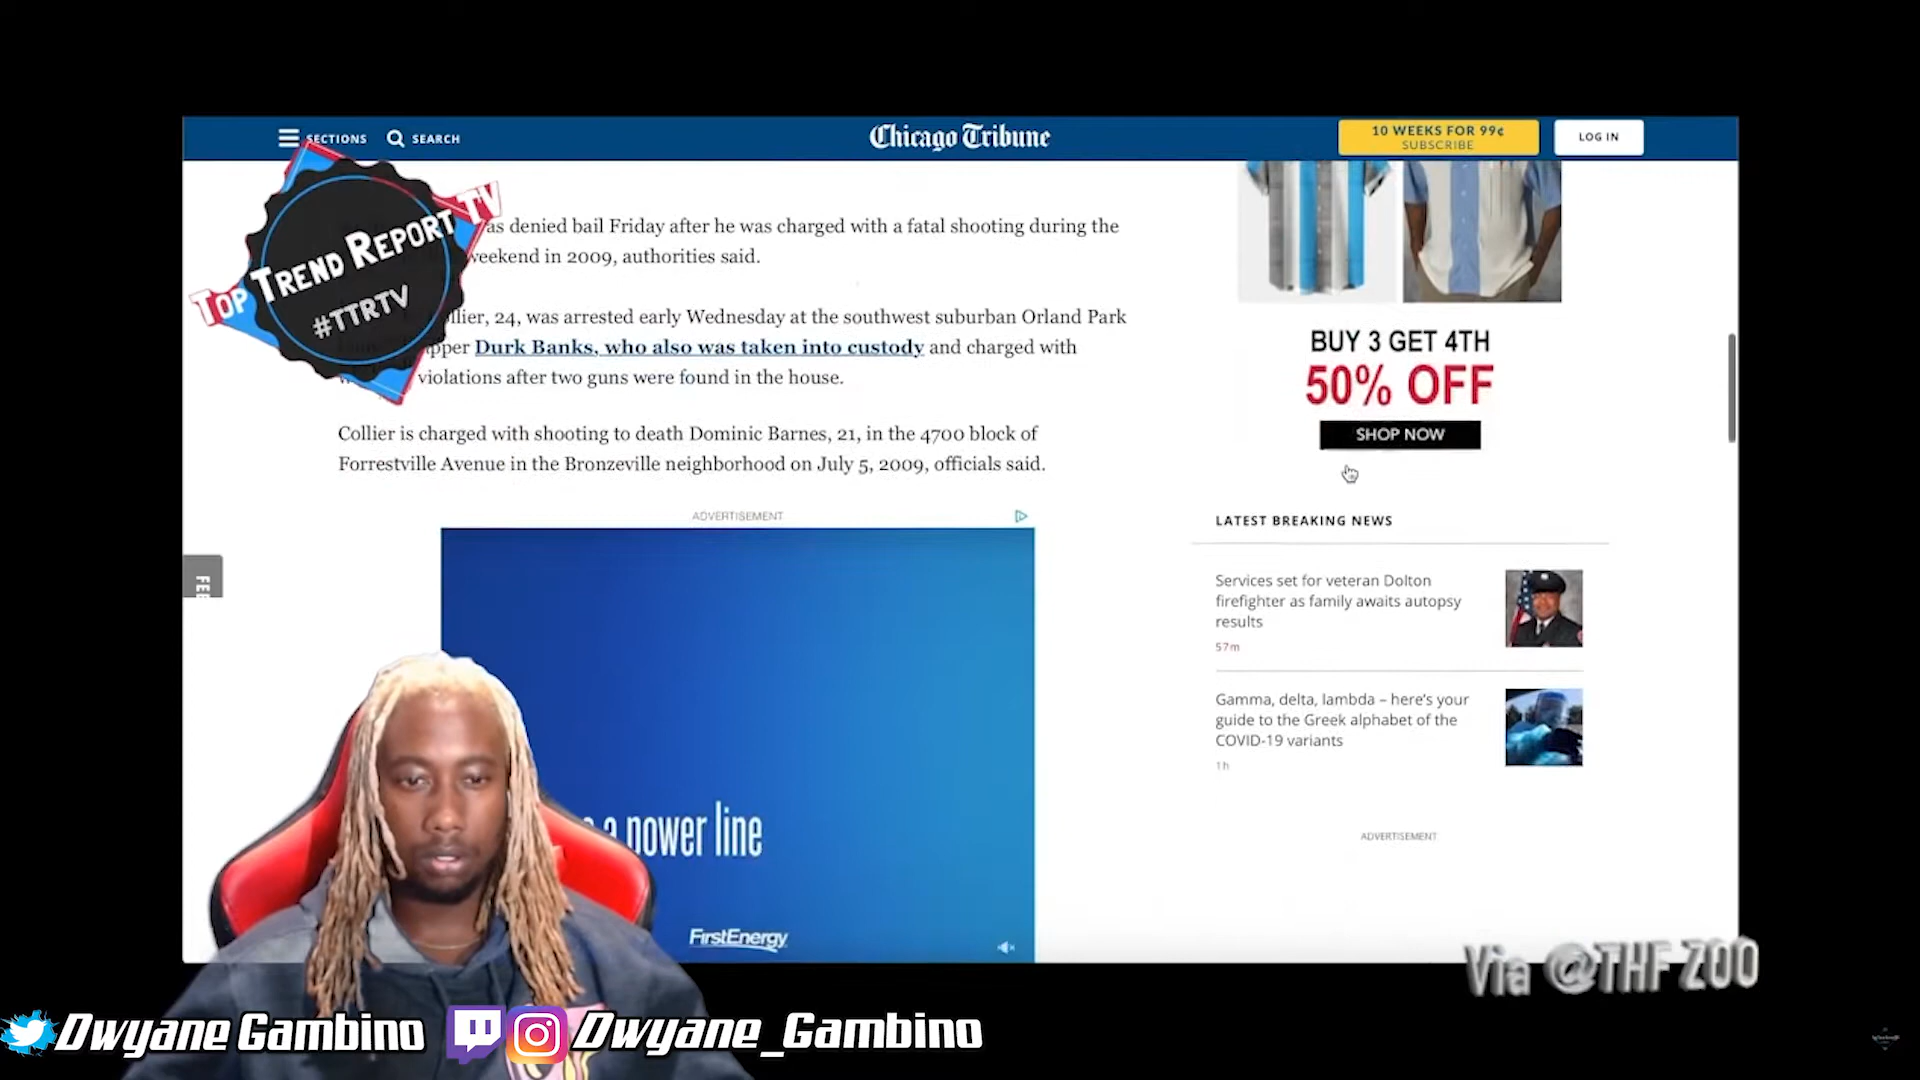 SECTIONS
SEARCH
Chicago Tribune
10 WEEKS FOR 99¢
SUBSCRIBE
LOG IN
TOP TREND REPORT TV
#TTRTV
as denied bail Friday after he was charged with a fatal shooting during the
weekend in 2009, authorities said.
llier, 24, was arrested early Wednesday at the southwest suburban Orland Park
pper Durk Banks, who also was taken into custody and charged with
violations after two guns were found in the house.
Collier is charged with shooting to death Dominic Barnes, 21, in the 4700 block of
Forrestville Avenue in the Bronzeville neighborhood on July 5, 2009, officials said.
ADVERTISEMENT
a power line
FirstEnergy
BUY 3 GET 4TH
50% OFF
SHOP NOW
LATEST BREAKING NEWS
Services set for veteran Dolton
firefighter as family awaits autopsy
results
57m
Gamma, delta, lambda – here's your
guide to the Greek alphabet of the
COVID-19 variants
1h
ADVERTISEMENT
Via @THF ZOO
Dwyane Gambino
Dwyane_Gambino